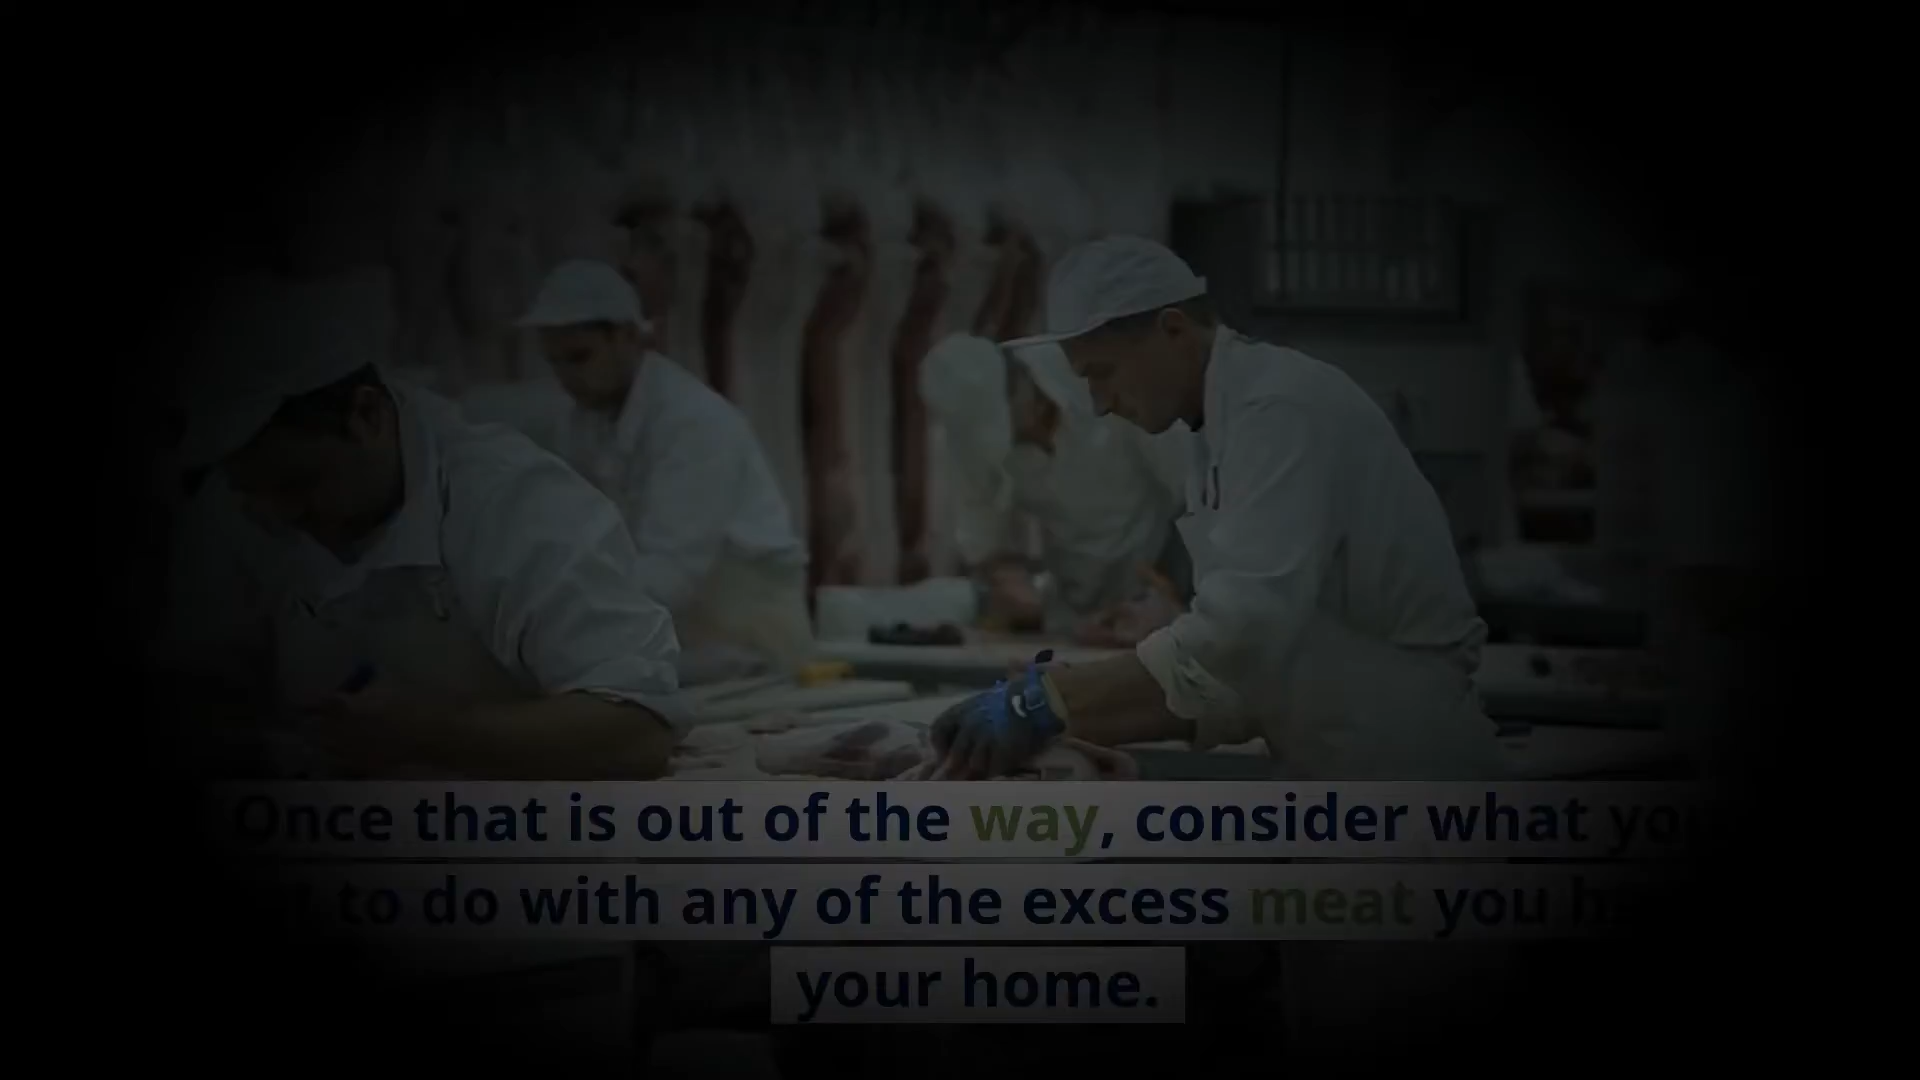 Once that is out of the way, consider what you
to do with any of the excess meat you
your home.